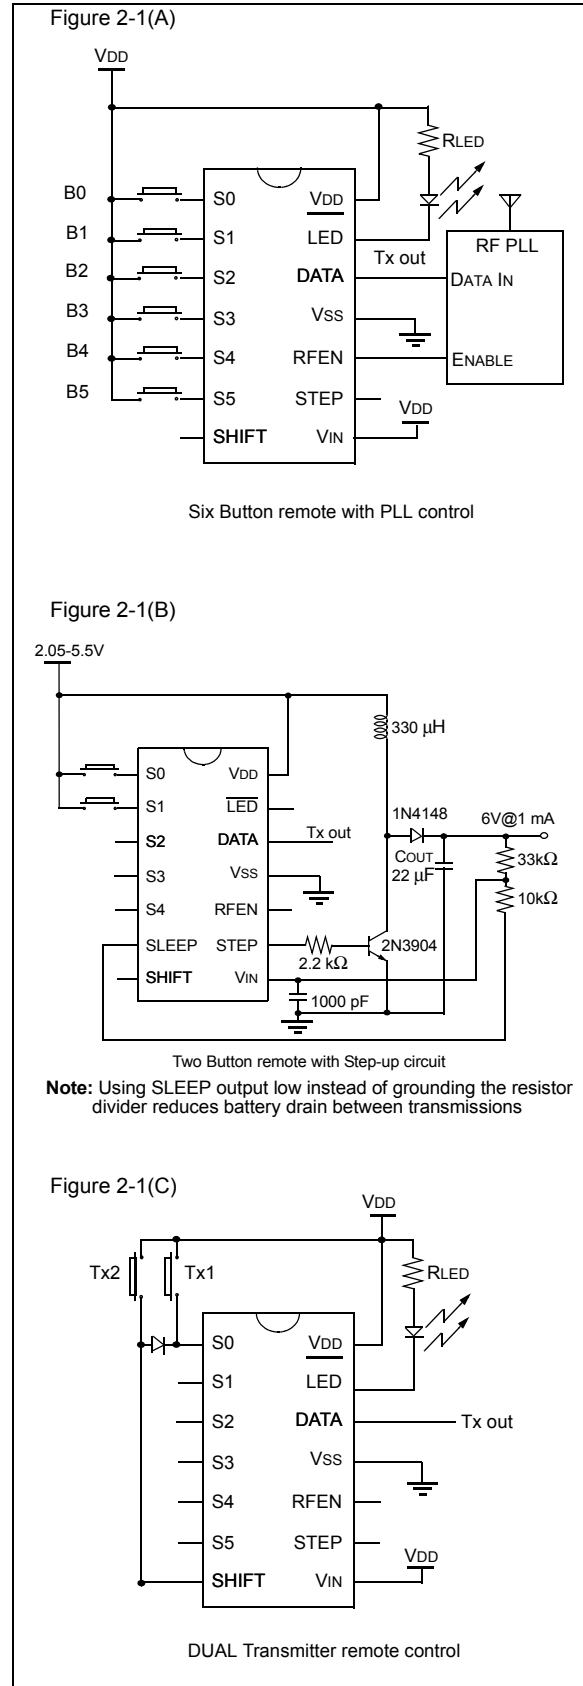 Figure 2-1(A)
VDD
RLED
B0 S0 VDD
B1 S1 LED
Tx out
RF PLL
B2 S2 DATA DATA IN
B3 S3 VSS
B4 S4 RFEN ENABLE
B5 S5 STEP
VDD
SHIFT VIN
Six Button remote with PLL control
Figure 2-1(B)
2.05-5.5V
330 µH
S0 VDD
S1 LED
1N4148 6V@1 mA
S2 DATA Tx out
COUT
22 µF
33kΩ
S3 VSS
10kΩ
S4 RFEN
SLEEP STEP
2.2 kΩ
2N3904
SHIFT VIN
1000 pF
Two Button remote with Step-up circuit
Note: Using SLEEP output low instead of grounding the resistor
divider reduces battery drain between transmissions
Figure 2-1(C)
VDD
Tx2 Tx1 RLED
S0 VDD
S1 LED
S2 DATA Tx out
S3 VSS
S4 RFEN
S5 STEP
VDD
SHIFT VIN
DUAL Transmitter remote control